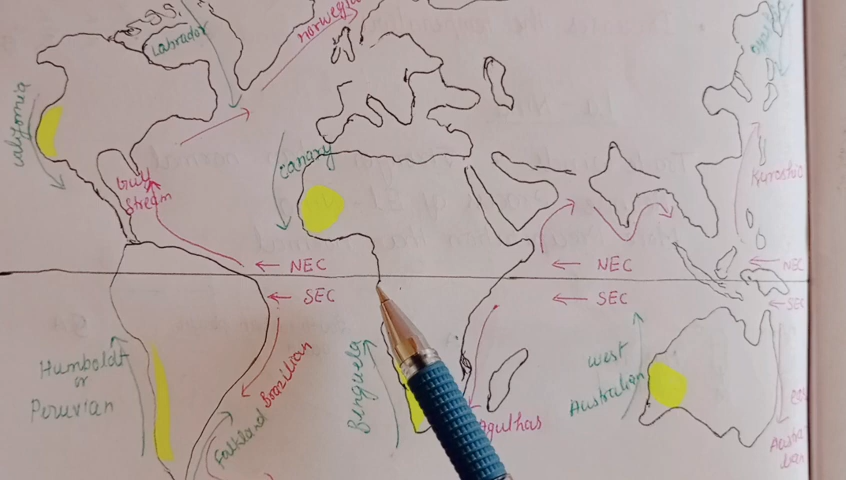 norwegian
Labrador
California
Canary
Gulf
Stream
Kuroshio
NEC
NEC
NEC
SEC
SEC
SEC
Humboldt
or
Peruvian
Brazilian
Falkland
Binguela
Agulhas
West
Australian